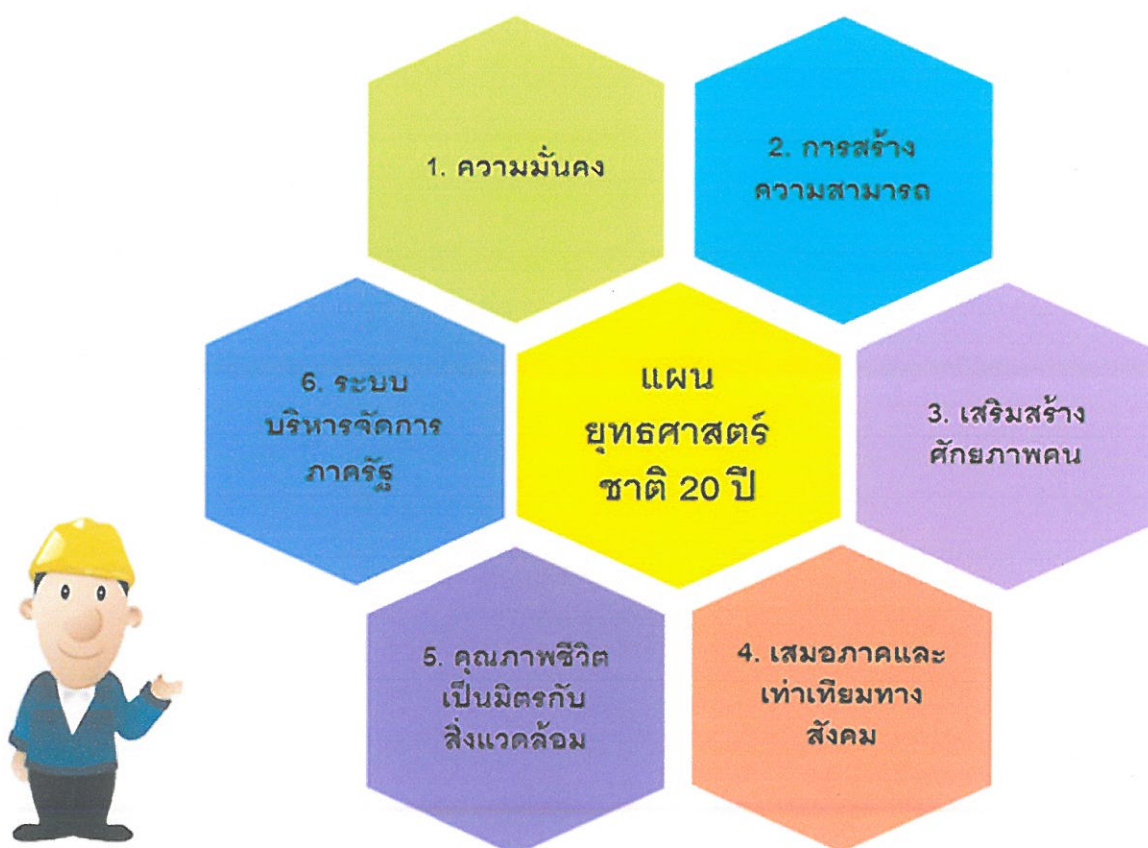 1. ความมั่นคง
2. การสร้าง
ความสามารถ
3. เสริมสร้าง
ศักยภาพคน
4. เสมอภาคและ
เท่าเทียมทาง
สังคม
5. คุณภาพชีวิต
เป็นมิตรกับ
สิ่งแวดล้อม
6. ระบบ
บริหารจัดการ
ภาครัฐ
แผน
ยุทธศาสตร์
ชาติ 20 ปี